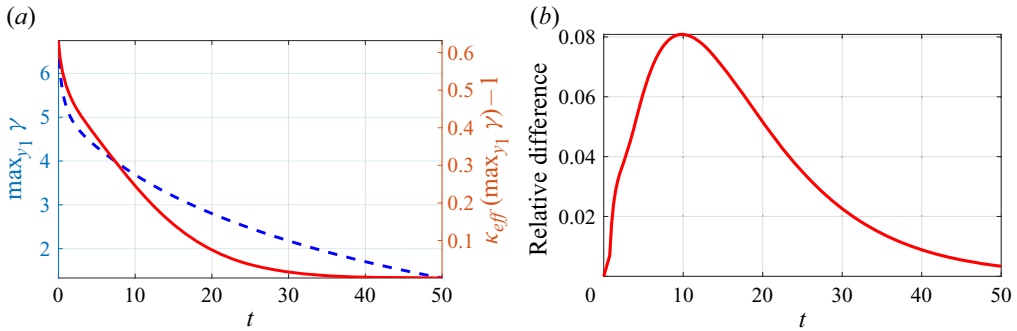 (a)
max_{y_1} γ
6
5
4
3
2
0 10 20 30 40 50
t
0.6
0.5
0.4
0.3
0.2
0.1
κ_{eff} (max_{y_1} γ) − 1
(b)
Relative difference
0.08
0.06
0.04
0.02
0 10 20 30 40 50
t